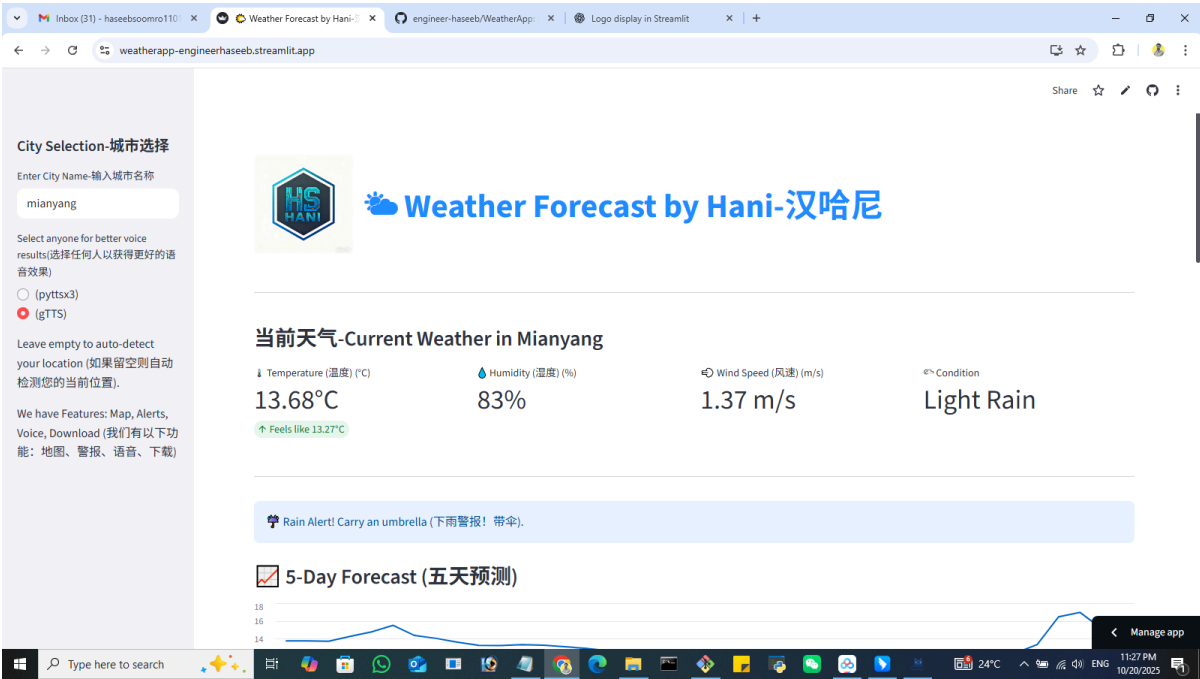 Inbox (31) - haseebsoomro110
Weather Forecast by Hani-
engineer-haseeb/WeatherApp
Logo display in Streamlit
weatherapp-engineerhaseeb.streamlit.app
Share
City Selection-城市选择
Enter City Name-输入城市名称
mianyang
Select anyone for better voice
results(选择任何人以获得更好的语
音效果)
(pyttsx3)
(gTTS)
Leave empty to auto-detect
your location (如果留空则自动
检测您的当前位置).
We have Features: Map, Alerts,
Voice, Download (我们有以下功
能：地图、警报、语音、下载)
HS
HANI
Weather Forecast by Hani-汉哈尼
当前天气-Current Weather in Mianyang
Temperature (温度) (°C)
13.68°C
Feels like 13.27°C
Humidity (湿度) (%)
83%
Wind Speed (风速) (m/s)
1.37 m/s
Condition
Light Rain
Rain Alert! Carry an umbrella (下雨警报！带伞).
5-Day Forecast (五天预测)
18
16
14
Manage app
Type here to search
24°C
ENG
11:27 PM
10/20/2025
1